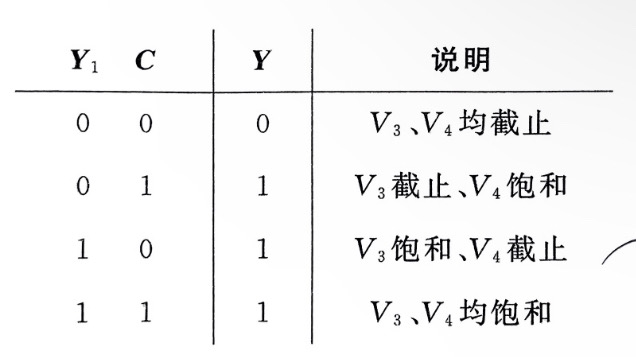 Y₁ C Y 说明
0 0 0 V₃、V₄均截止
0 1 1 V₃截止、V₄饱和
1 0 1 V₃饱和、V₄截止
1 1 1 V₃、V₄均饱和